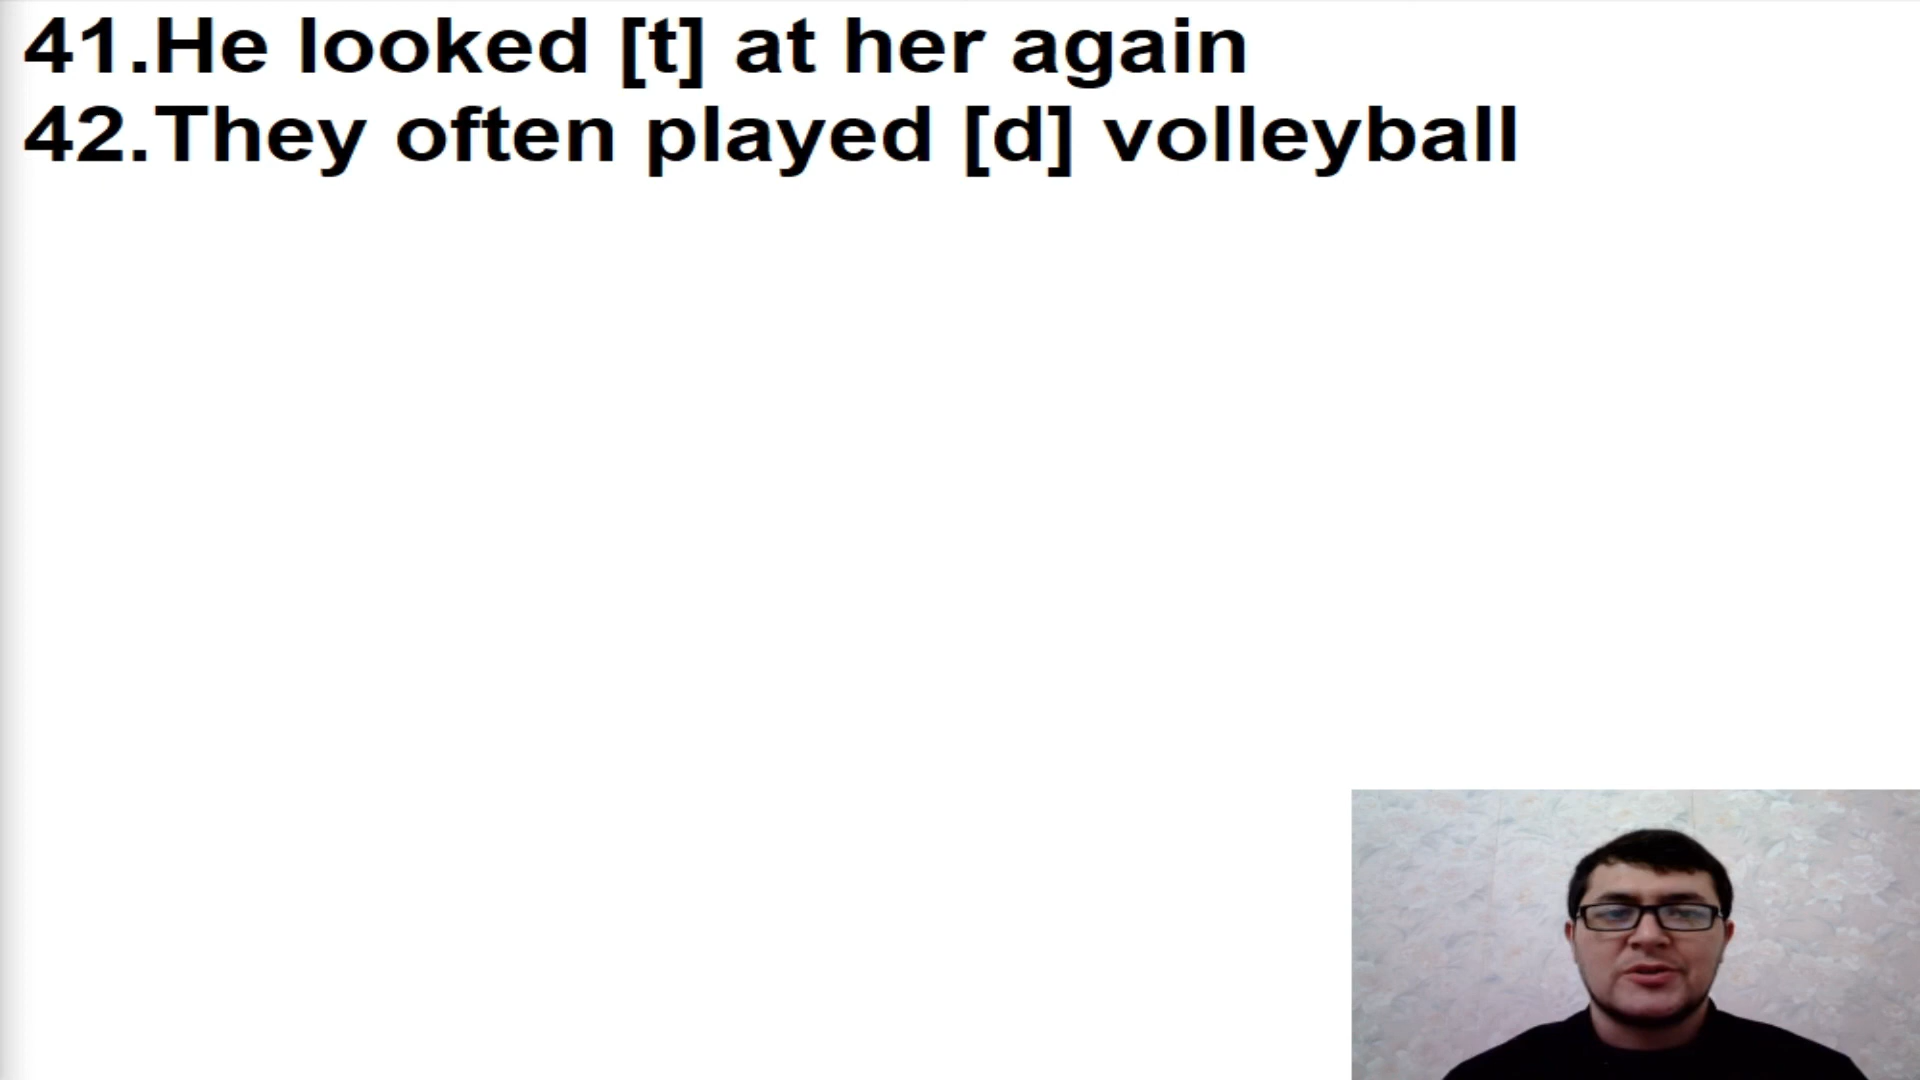 41.He looked [t] at her again
42.They often played [d] volleyball